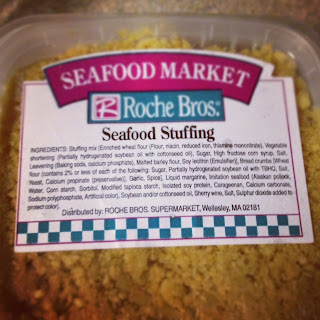 SEAFOOD MARKET
Roche Bros.®
Seafood Stuffing
INGREDIENTS: Stuffing mix [Enriched wheat flour (Flour, niacin, reduced iron, thiamine mononitrate), Vegetable
shortening (Partially hydrogenated soybean oil with cottonseed oil), Sugar, High fructose corn syrup, Salt,
Leavening (Baking soda, calcium phosphate), Malted barley flour, Soy lecithin (Emulsifier)], Bread crumbs [Wheat
flour (contains 2% or less of each of the following: Sugar, Partially hydrogenated soybean oil with TBHQ, Salt,
Yeast, Calcium propinate (preservative)], Garlic, Spice], Liquid margarine, Imitation seafood [Alaskan pollock,
Water, Corn starch, Sorbitol, Modified tapioca starch, Isolated soy protein, Carageenan, Calcium carbonate,
Sodium polyphosphate, Artificial color), Soybean and/or cottonseed oil, Sherry wine, Salt, Sulphur dioxide added to
protect color].
Distributed by: ROCHE BROS. SUPERMARKET, Wellesley, MA 02181